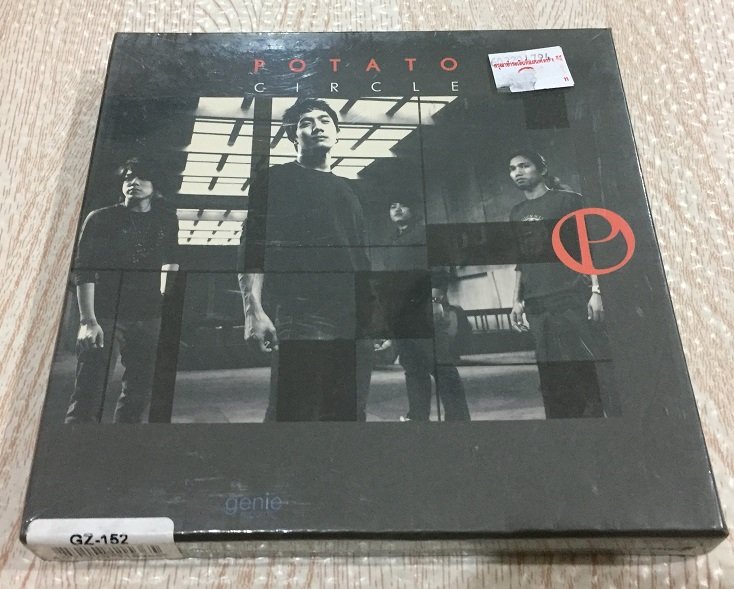 POTATO
CIRCLE
P
genie
GZ-152